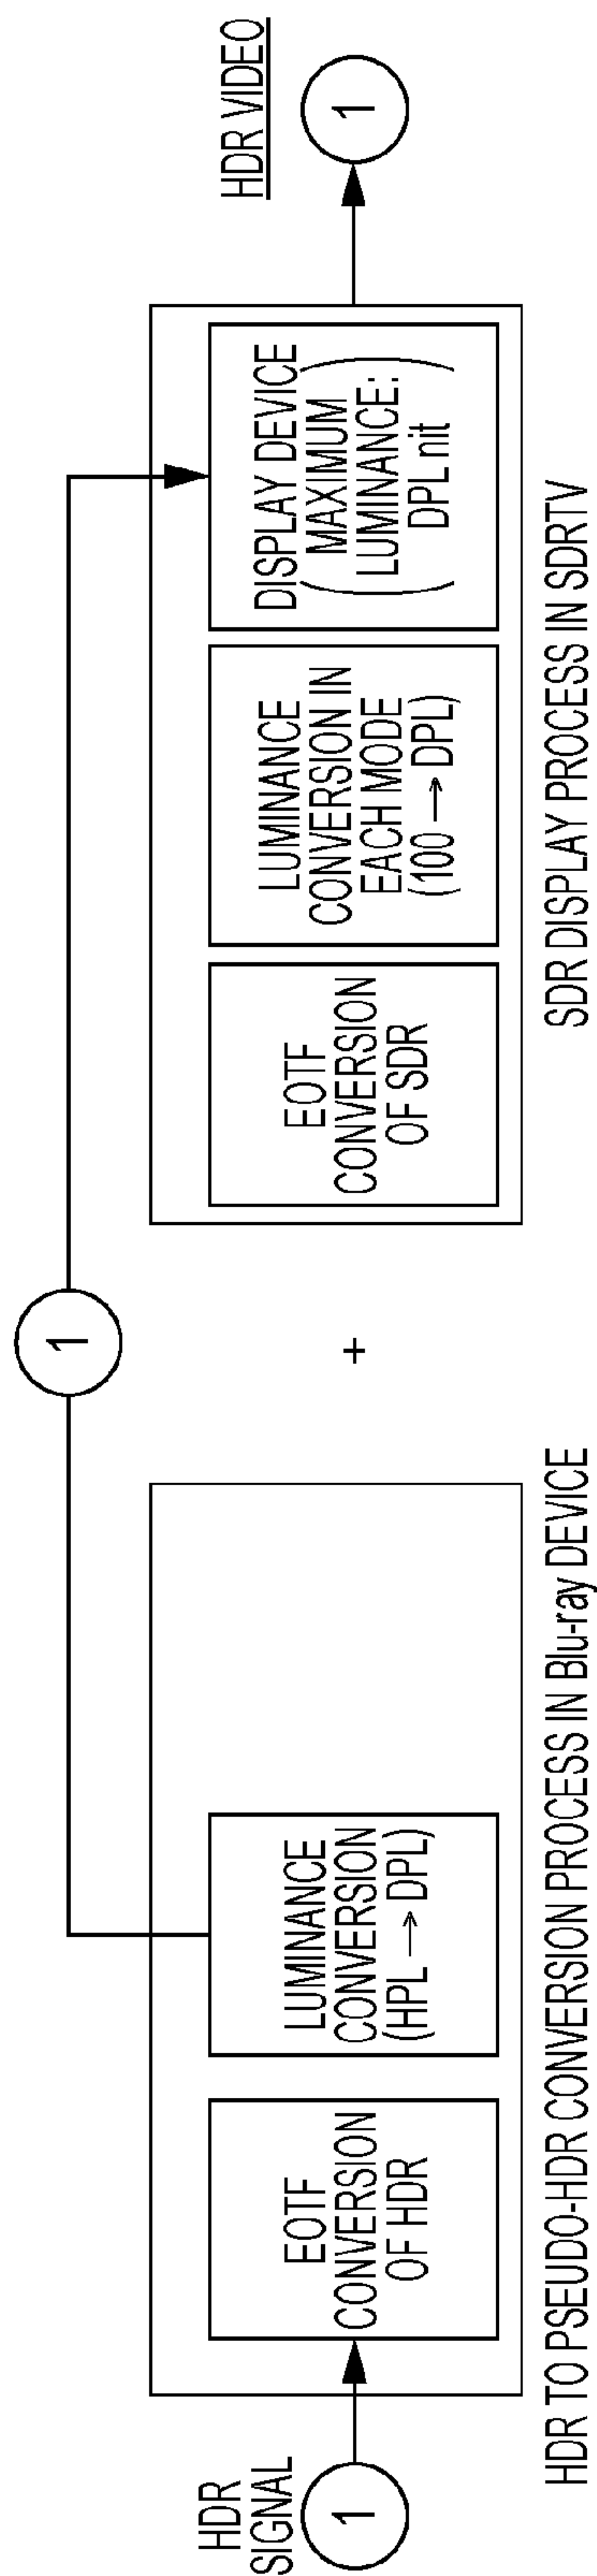 HDR
SIGNAL
1
EOTF
CONVERSION
OF HDR
LUMINANCE
CONVERSION
(HPL → DPL)
HDR TO PSEUDO-HDR CONVERSION PROCESS IN Blu-ray DEVICE
1
+
EOTF
CONVERSION
OF SDR
LUMINANCE
CONVERSION IN
EACH MODE
(100 → DPL)
DISPLAY DEVICE
(MAXIMUM
LUMINANCE:
DPL nit)
SDR DISPLAY PROCESS IN SDRTV
HDR VIDEO
1